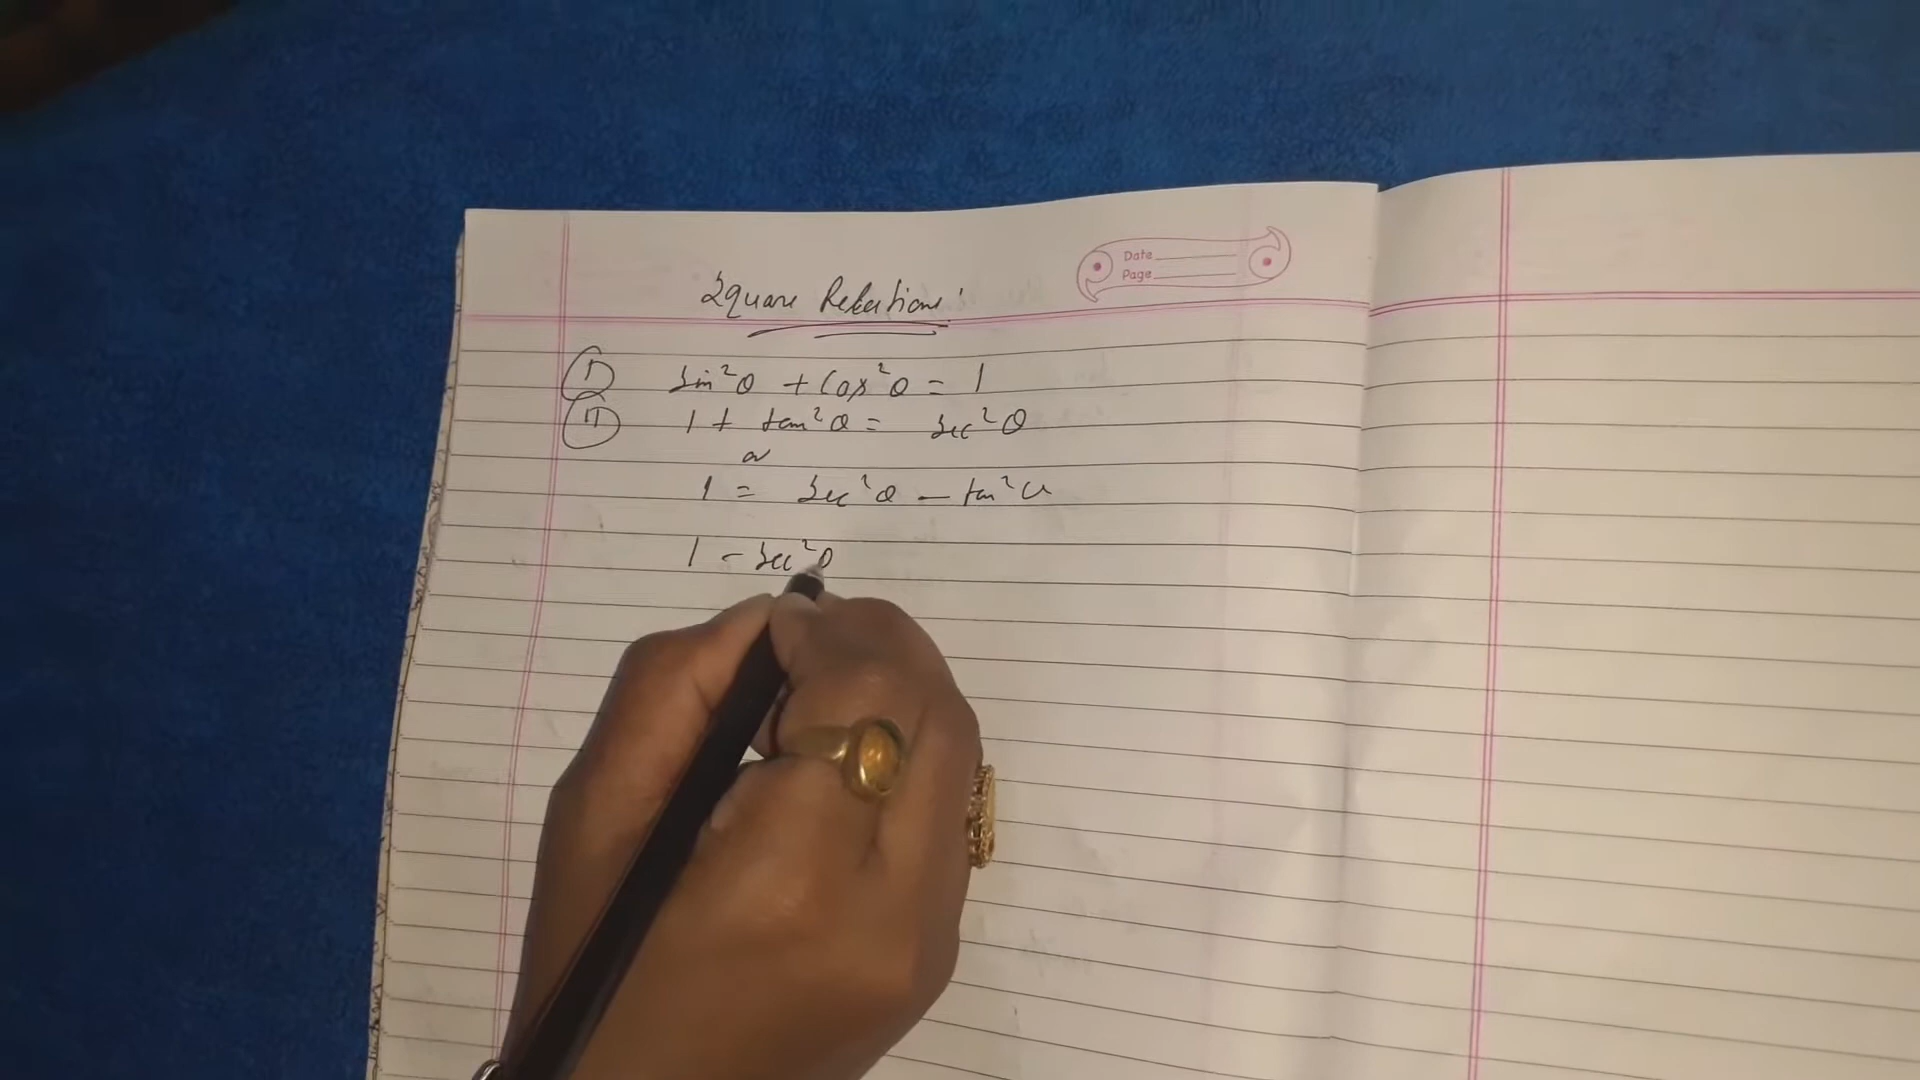 Date
Page
Square Relations:
I sin²θ + Cos²θ = 1
II 1 + tan²θ = sec²θ
or
1 = Sec²θ - tan²θ
1 - Sec²θ